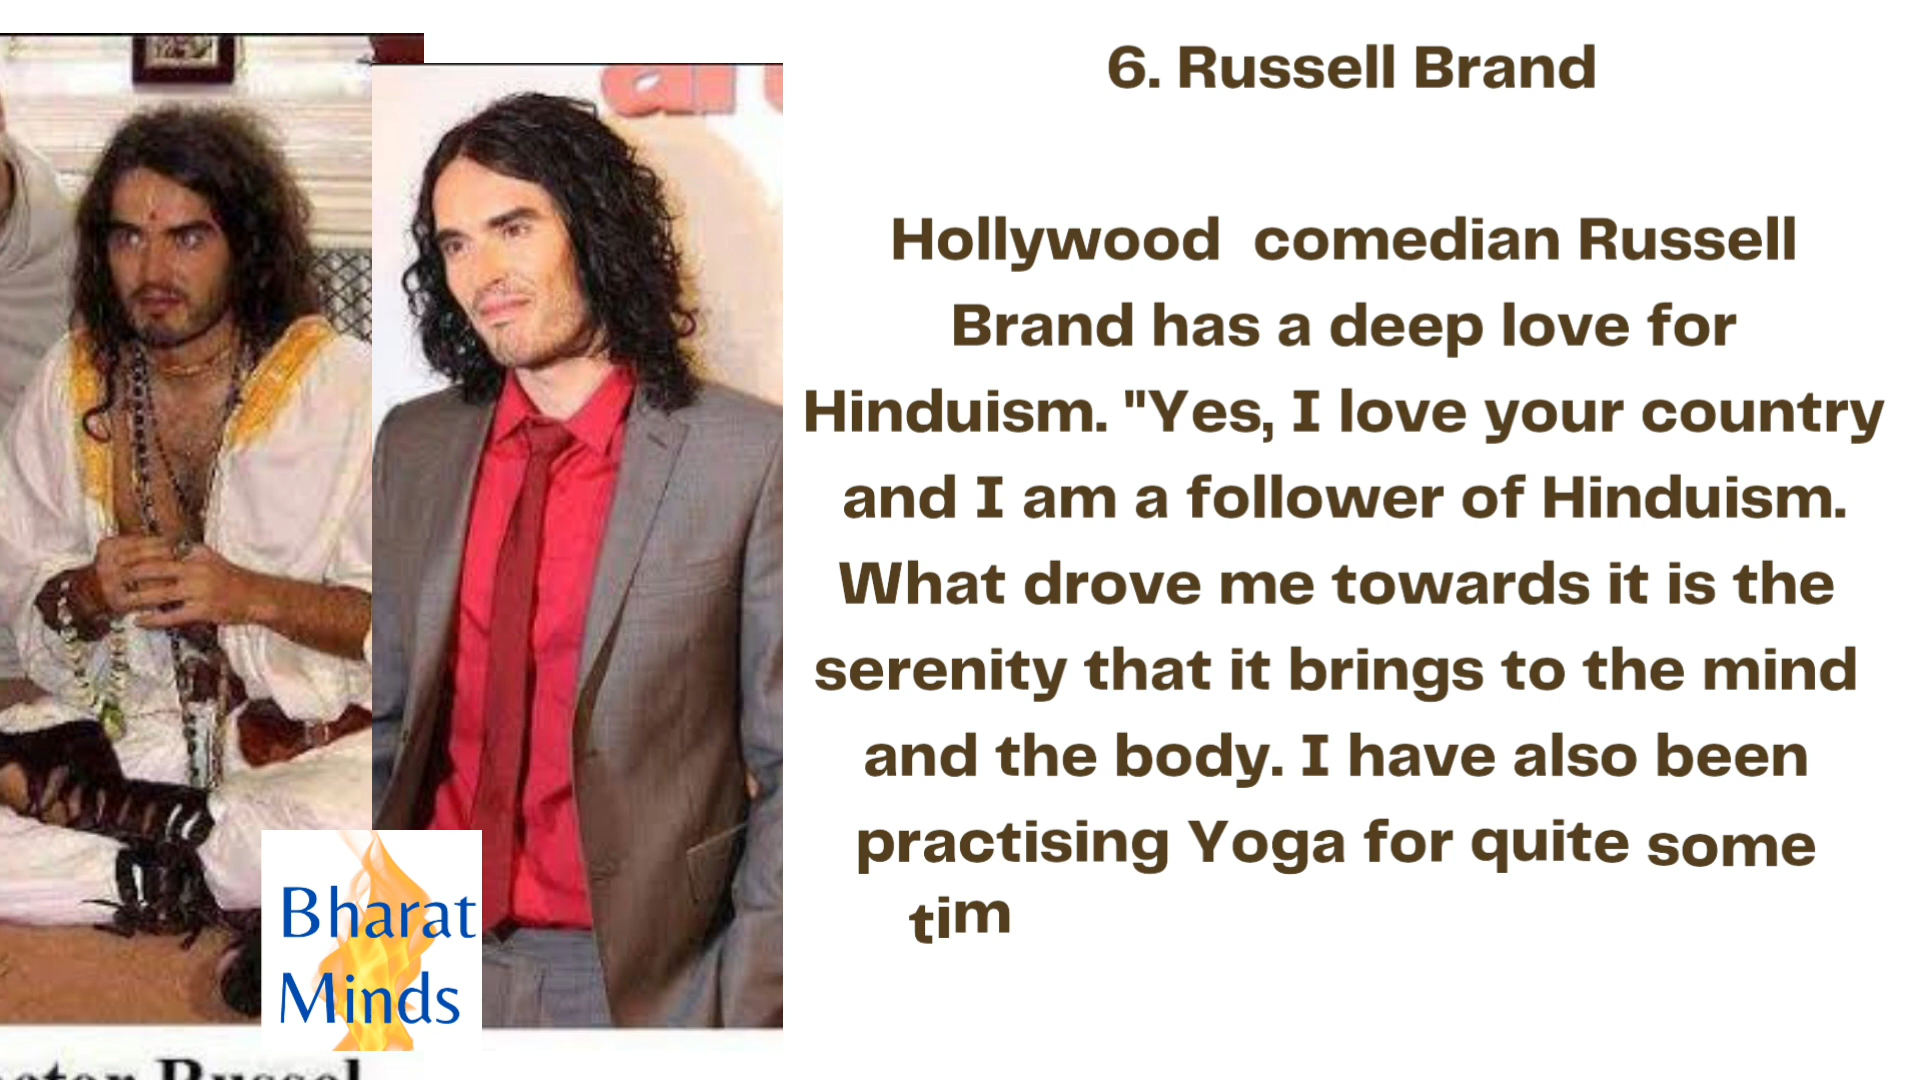 6. Russell Brand
Hollywood comedian Russell
Brand has a deep love for
Hinduism. "Yes, I love your country
and I am a follower of Hinduism.
What drove me towards it is the
serenity that it brings to the mind
and the body. I have also been
practising Yoga for quite some
tim
Bharat
Minds
Russel